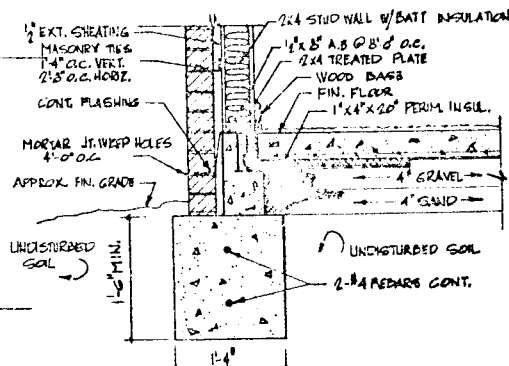 1/2" EXT. SHEATING
MASONRY TIES
1'-4" O.C. VERT.
2'-8" O.C. HORIZ.
CONT. FLASHING
MORTAR JT. WEEP HOLES
4'-0" O.C.
APPROX. FIN. GRADE
UNDISTURBED
SOIL
1'-6" MIN.
1'-4"
2x4 STUD WALL W/BATT INSULATION
1/2" x 8" A.B @ 8'-0" O.C.
2x4 TREATED PLATE
WOOD BASE
FIN. FLOOR
1" x 4" x 20" PERIM. INSUL.
4" GRAVEL
4" SAND
UNDISTURBED SOIL
2-#4 REBARS CONT.